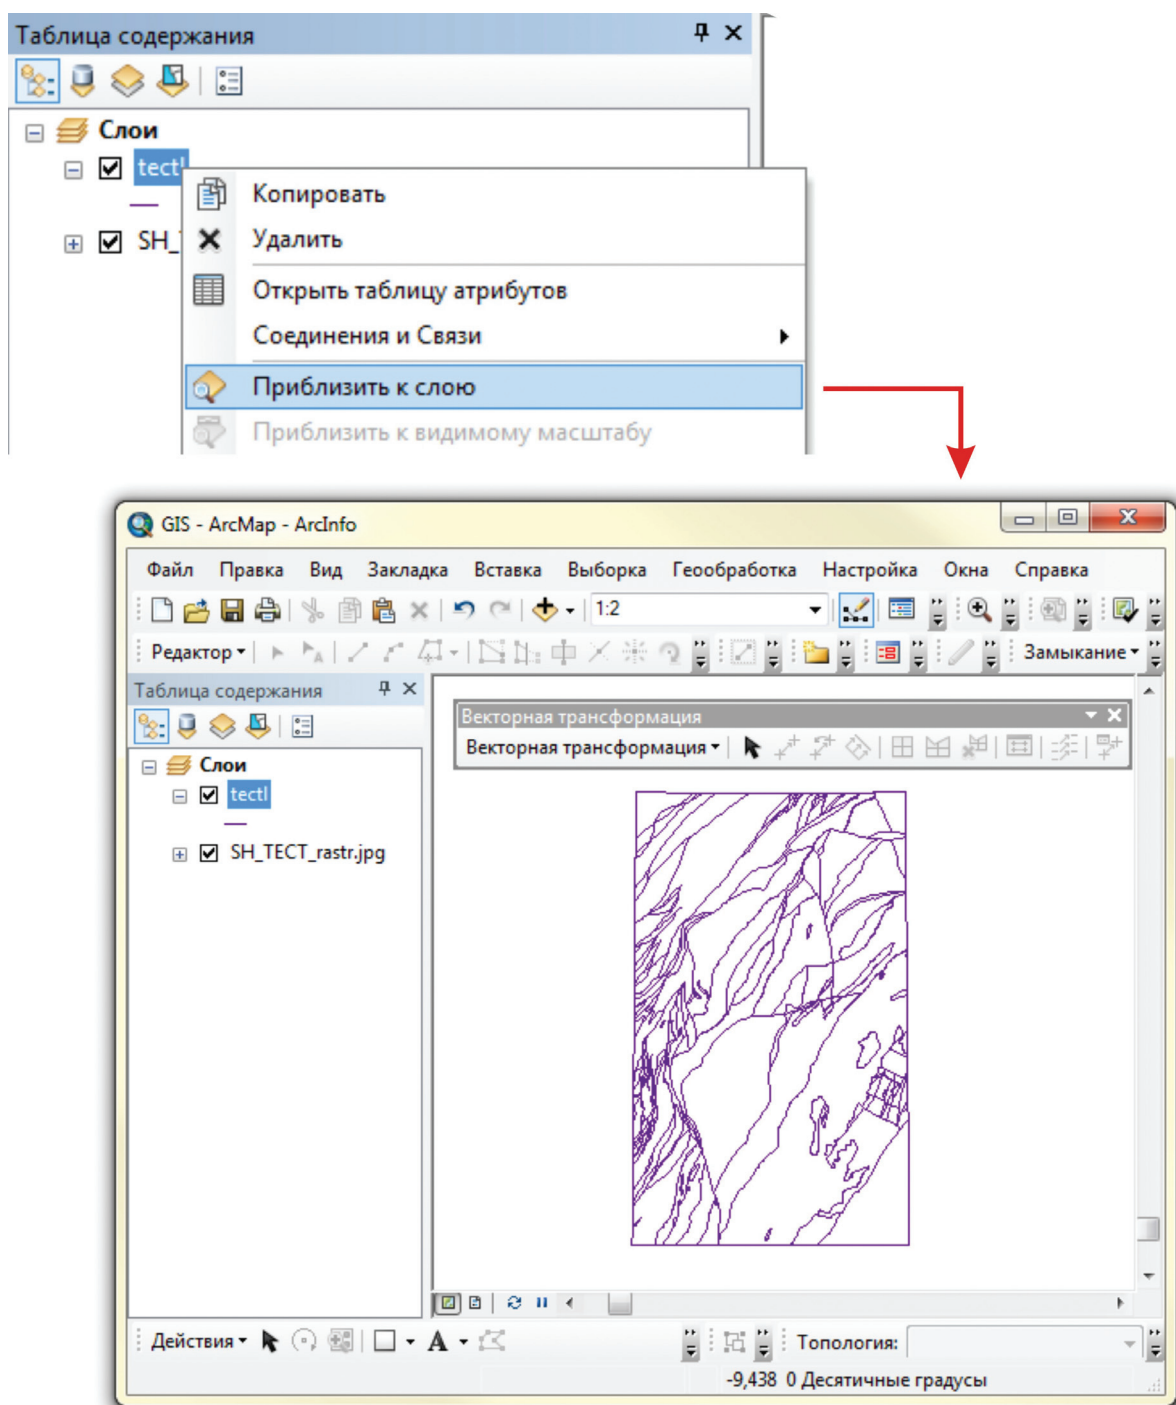 Таблица содержания
Слои
tectl
SH_
Копировать
Удалить
Открыть таблицу атрибутов
Соединения и Связи
Приблизить к слою
Приблизить к видимому масштабу
GIS - ArcMap - ArcInfo
Файл Правка Вид Закладка Вставка Выборка Геообработка Настройка Окна Справка
1:2
Редактор Замыкание
Таблица содержания
Векторная трансформация
Векторная трансформация
Слои
tectl
SH_TECT_rastr.jpg
Действия A Топология:
-9,438 0 Десятичные градусы